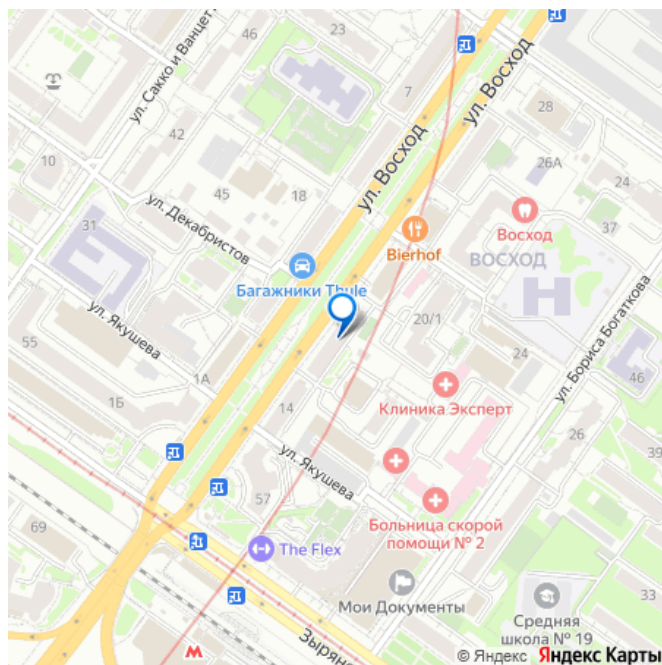 46
23
ул. Восход
ул. Сакко и Ванцет
7
28
42
ул. Восход
26А
24
10
45
18
Восход
37
31
ул. Декабристов
Bierhof
ВОСХОД
Багажники Thule
ул. Бориса Богаткова
ул. Якушева
20/1
55
24
46
1А
Клиника Эксперт
1Б
14
26
39
ул. Якушева
57
Больница скорой
помощи № 2
69
The Flex
Мои Документы
33
Средняя
школа № 19
Зырян
М
© Яндекс Яндекс Карты